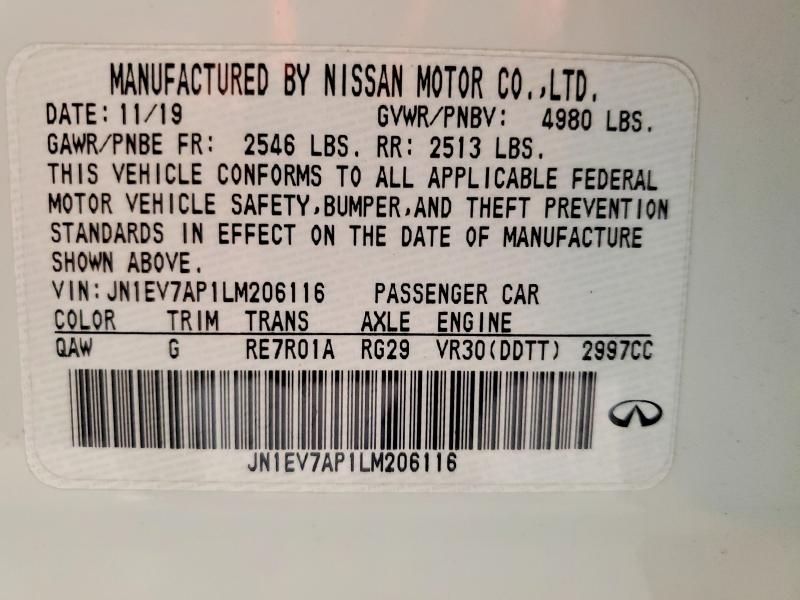 MANUFACTURED BY NISSAN MOTOR CO.,LTD.
DATE: 11/19 GVWR/PNBV: 4980 LBS.
GAWR/PNBE FR: 2546 LBS. RR: 2513 LBS.
THIS VEHICLE CONFORMS TO ALL APPLICABLE FEDERAL
MOTOR VEHICLE SAFETY,BUMPER,AND THEFT PREVENTION
STANDARDS IN EFFECT ON THE DATE OF MANUFACTURE
SHOWN ABOVE.
VIN: JN1EV7AP1LM206116 PASSENGER CAR
COLOR TRIM TRANS AXLE ENGINE
QAW G RE7R01A RG29 VR30(DDTT) 2997CC
JN1EV7AP1LM206116